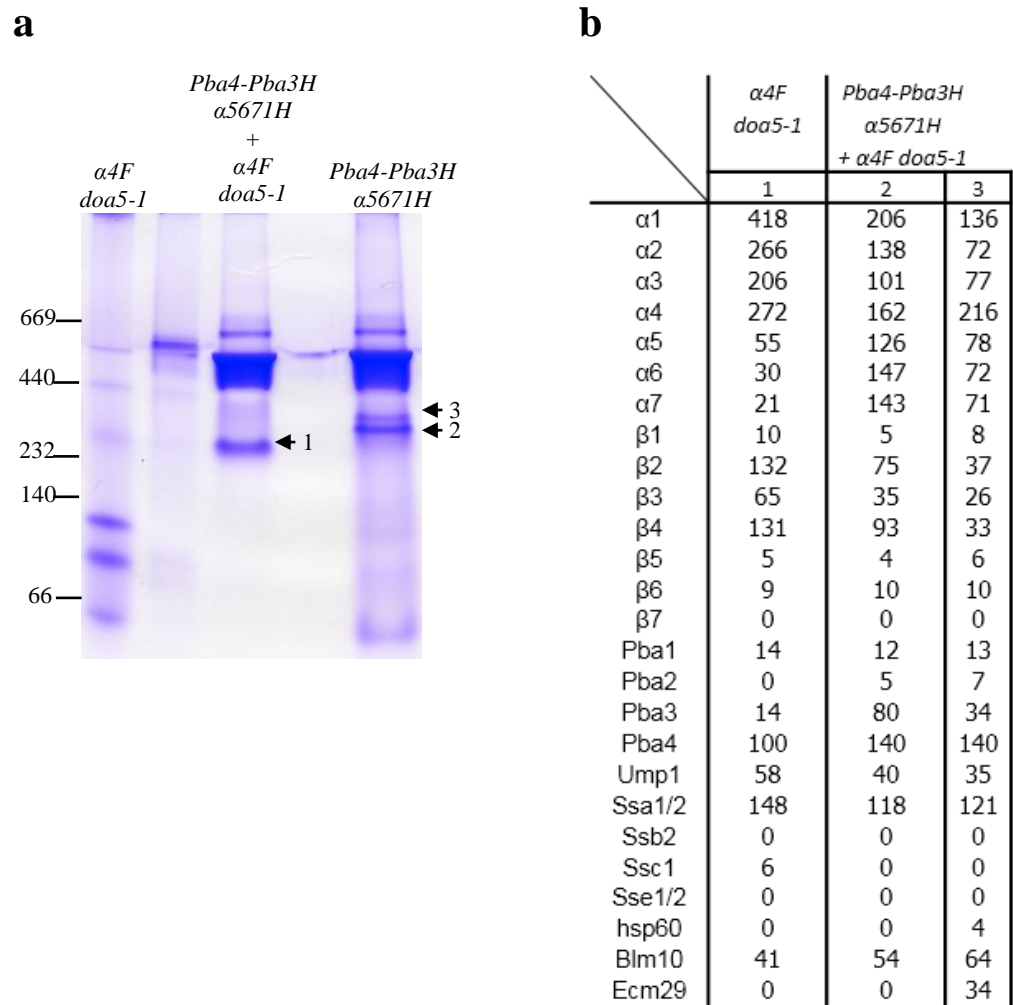 a
Pba4-Pba3H
α5671H
+
α4F
doa5-1
α4F
doa5-1
Pba4-Pba3H
α5671H
669
440
232
140
66
3
2
1
b
α4F
doa5-1
Pba4-Pba3H
α5671H
+ α4F doa5-1
1 2 3
α1 418 206 136
α2 266 138 72
α3 206 101 77
α4 272 162 216
α5 55 126 78
α6 30 147 72
α7 21 143 71
β1 10 5 8
β2 132 75 37
β3 65 35 26
β4 131 93 33
β5 5 4 6
β6 9 10 10
β7 0 0 0
Pba1 14 12 13
Pba2 0 5 7
Pba3 14 80 34
Pba4 100 140 140
Ump1 58 40 35
Ssa1/2 148 118 121
Ssb2 0 0 0
Ssc1 6 0 0
Sse1/2 0 0 0
hsp60 0 0 4
Blm10 41 54 64
Ecm29 0 0 34